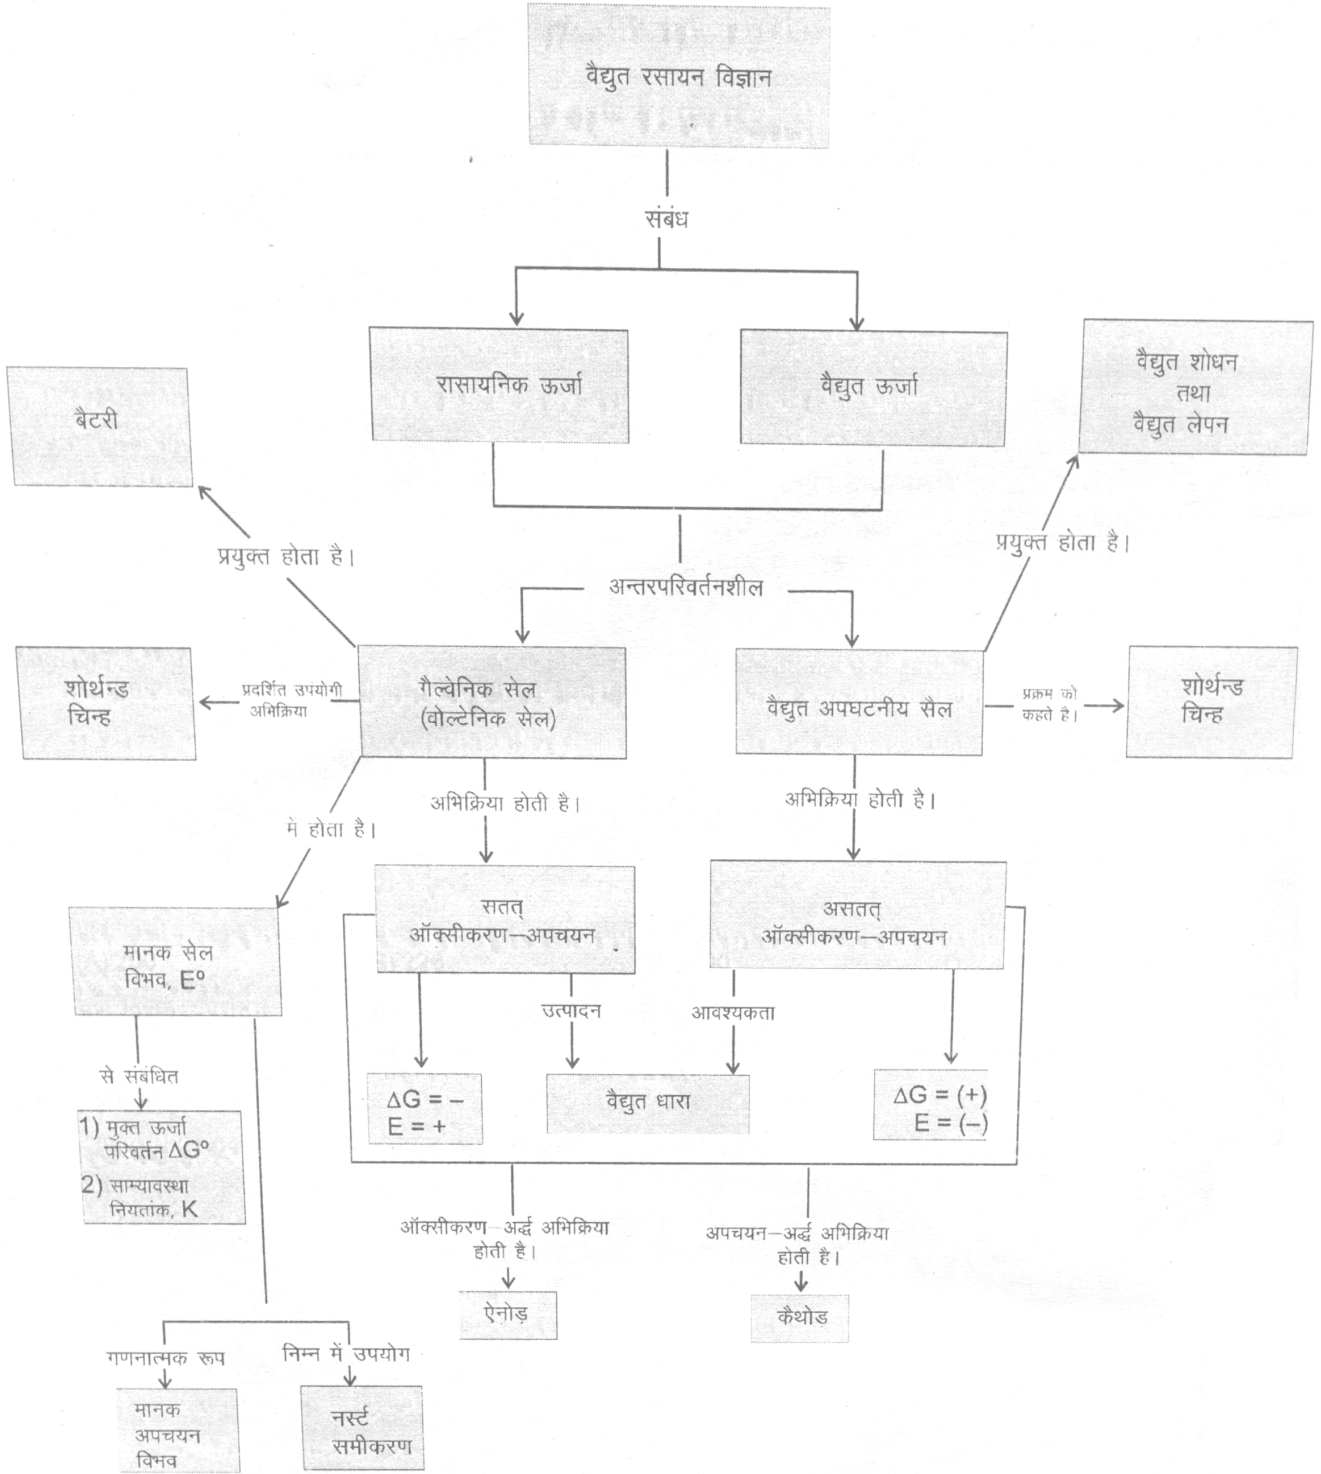 वैद्युत रसायन विज्ञान
संबंध
रासायनिक ऊर्जा
वैद्युत ऊर्जा
वैद्युत शोधन
तथा
वैद्युत लेपन
बैटरी
प्रयुक्त होता है।
प्रयुक्त होता है।
अन्तरपरिवर्तनशील
शोर्थन्ड
चिन्ह
प्रदर्शित उपयोगी
अभिक्रिया
गैल्वेनिक सेल
(वोल्टेनिक सेल)
वैद्युत अपघटनीय सैल
प्रक्रम को
कहते है।
शोर्थन्ड
चिन्ह
अभिक्रिया होती है।
अभिक्रिया होती है।
में होता है।
सतत्
ऑक्सीकरण–अपचयन
असतत्
ऑक्सीकरण–अपचयन
मानक सेल
विभव, E⁰
उत्पादन
आवश्यकता
से संबंधित
ΔG = –
E = +
वैद्युत धारा
ΔG = (+)
E = (–)
1) मुक्त ऊर्जा
परिवर्तन ΔG⁰
2) साम्यावस्था
नियतांक, K
ऑक्सीकरण–अर्द्ध अभिक्रिया
होती है।
अपचयन–अर्द्ध अभिक्रिया
होती है।
ऐनोड़
कैथोड़
गणनात्मक रूप
निम्न में उपयोग
मानक
अपचयन
विभव
नर्स्ट
समीकरण